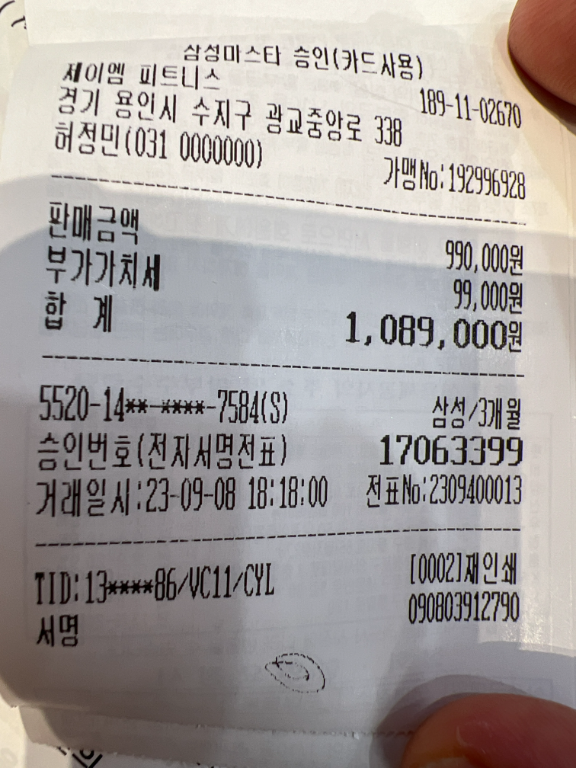 삼성마스타 승인(카드사용)
제이엠 피트니스 189-11-02670
경기 용인시 수지구 광교중앙로 338
허정민(031 0000000) 가맹No:192996928
판매금액 990,000원
부가가치세 99,000원
합 계 1,089,000원
5520-14**-****-7584(S) 삼성/3개월
승인번호(전자서명전표) 17063399
거래일시:23-09-08 18:18:00 전표No:2309400013
TID:13****86/VC11/CYL [0002]재인쇄
서명 090803912790